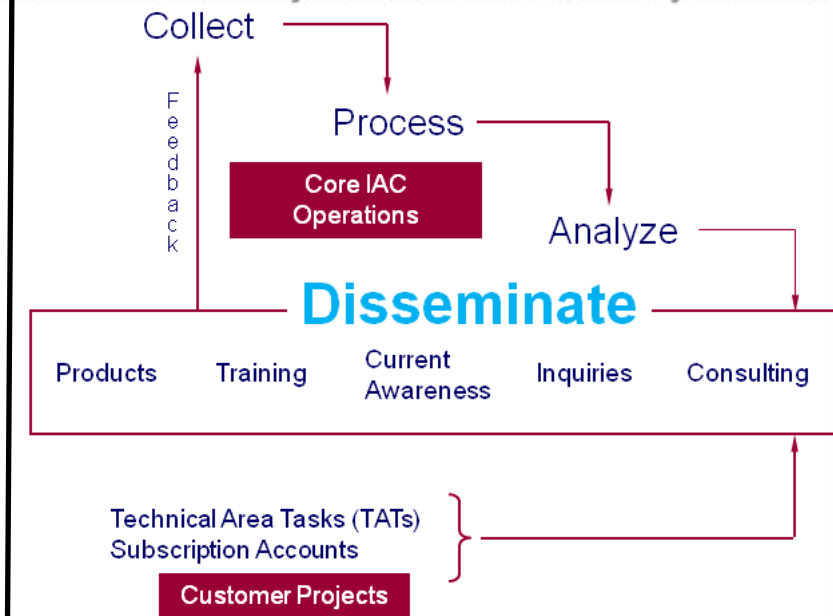 Collect
Feedback
Process
Core IAC
Operations
Analyze
Disseminate
Products
Training
Current
Awareness
Inquiries
Consulting
Technical Area Tasks (TATs)
Subscription Accounts
Customer Projects